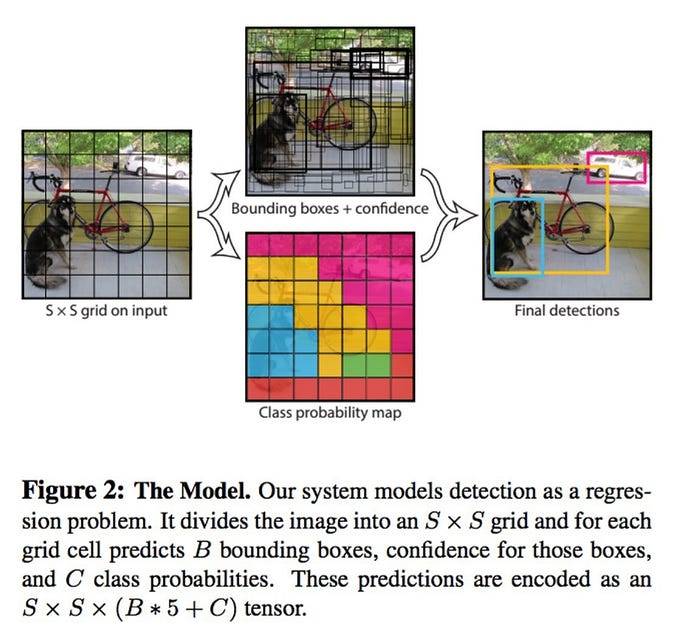 Bounding boxes + confidence
S × S grid on input
Final detections
Class probability map
Figure 2: The Model. Our system models detection as a regres-
sion problem. It divides the image into an S × S grid and for each
grid cell predicts B bounding boxes, confidence for those boxes,
and C class probabilities. These predictions are encoded as an
S × S × (B ∗ 5 + C) tensor.